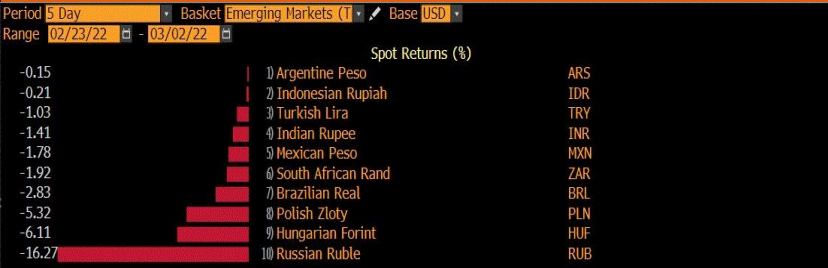 Period 5 Day Basket Emerging Markets (T Base USD
Range 02/23/22 - 03/02/22
Spot Returns (%)
-0.15 1) Argentine Peso ARS
-0.21 2) Indonesian Rupiah IDR
-1.03 3) Turkish Lira TRY
-1.41 4) Indian Rupee INR
-1.78 5) Mexican Peso MXN
-1.92 6) South African Rand ZAR
-2.83 7) Brazilian Real BRL
-5.32 8) Polish Zloty PLN
-6.11 9) Hungarian Forint HUF
-16.27 10) Russian Ruble RUB